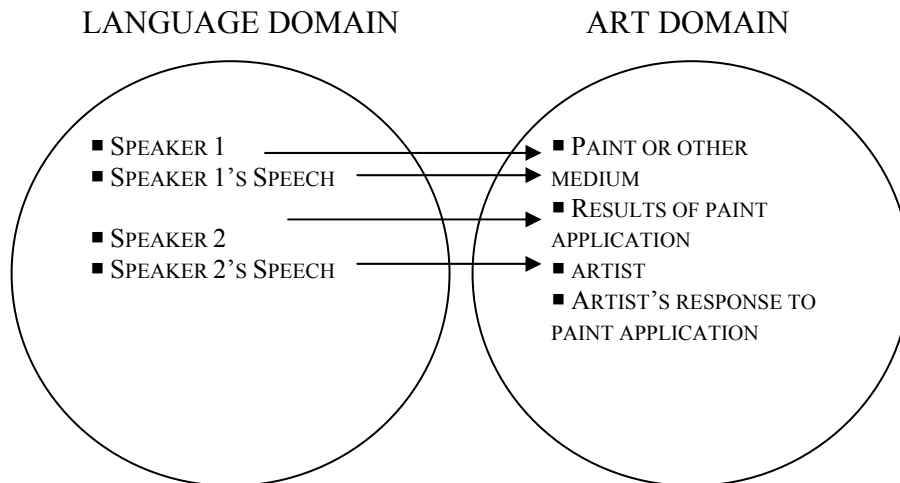 LANGUAGE DOMAIN
ART DOMAIN
▪ SPEAKER 1
▪ SPEAKER 1'S SPEECH
▪ SPEAKER 2
▪ SPEAKER 2'S SPEECH
▪ PAINT OR OTHER
MEDIUM
▪ RESULTS OF PAINT
APPLICATION
▪ ARTIST
▪ ARTIST'S RESPONSE TO
PAINT APPLICATION